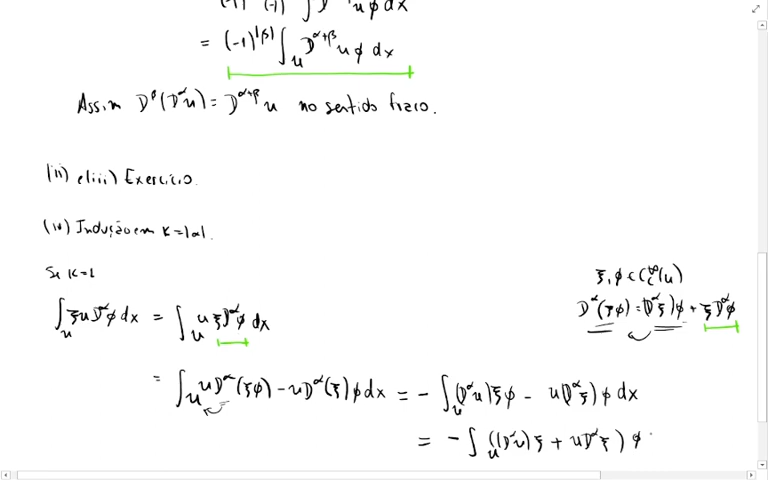 = (-1)^{|β|} ∫_U D^{α+β} u φ dx
Assim D^β(D^α u) = D^{α+β} u no sentido fraco.
(ii) e (iii) Exercício.
(iv) Indução em K=|α|.
Se K=1
ξ, φ ∈ C_c^∞(U)
D^α(ξφ) = (D^α ξ)φ + ξ D^α φ
∫_U ξ u D^α φ dx = ∫_U u ξ D^α φ dx
= ∫_U u D^α(ξφ) - u D^α(ξ) φ dx = - ∫_U (D^α u) ξ φ - u(D^α ξ) φ dx
= - ∫_U ((D^α u) ξ + u D^α ξ) φ